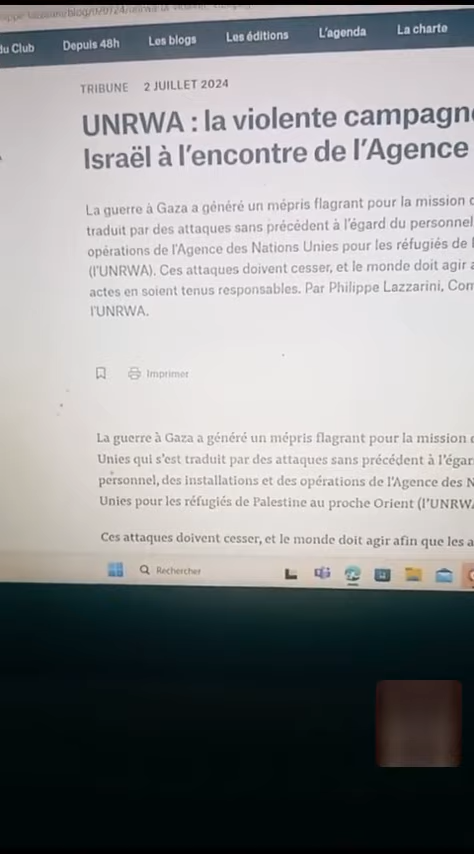 du Club Depuis 48h Les blogs Les éditions L'agenda La charte
TRIBUNE 2 JUILLET 2024
UNRWA : la violente campagn
Israël à l'encontre de l'Agence
La guerre à Gaza a généré un mépris flagrant pour la mission
traduit par des attaques sans précédent à l'égard du personnel
opérations de l'Agence des Nations Unies pour les réfugiés de
(l'UNRWA). Ces attaques doivent cesser, et le monde doit agir
actes en soient tenus responsables. Par Philippe Lazzarini, Com
l'UNRWA.
Imprimer
La guerre à Gaza a généré un mépris flagrant pour la mission
Unies qui s'est traduit par des attaques sans précédent à l'égar
personnel, des installations et des opérations de l'Agence des N
Unies pour les réfugiés de Palestine au proche Orient (l'UNRW
Ces attaques doivent cesser, et le monde doit agir afin que les a
Rechercher